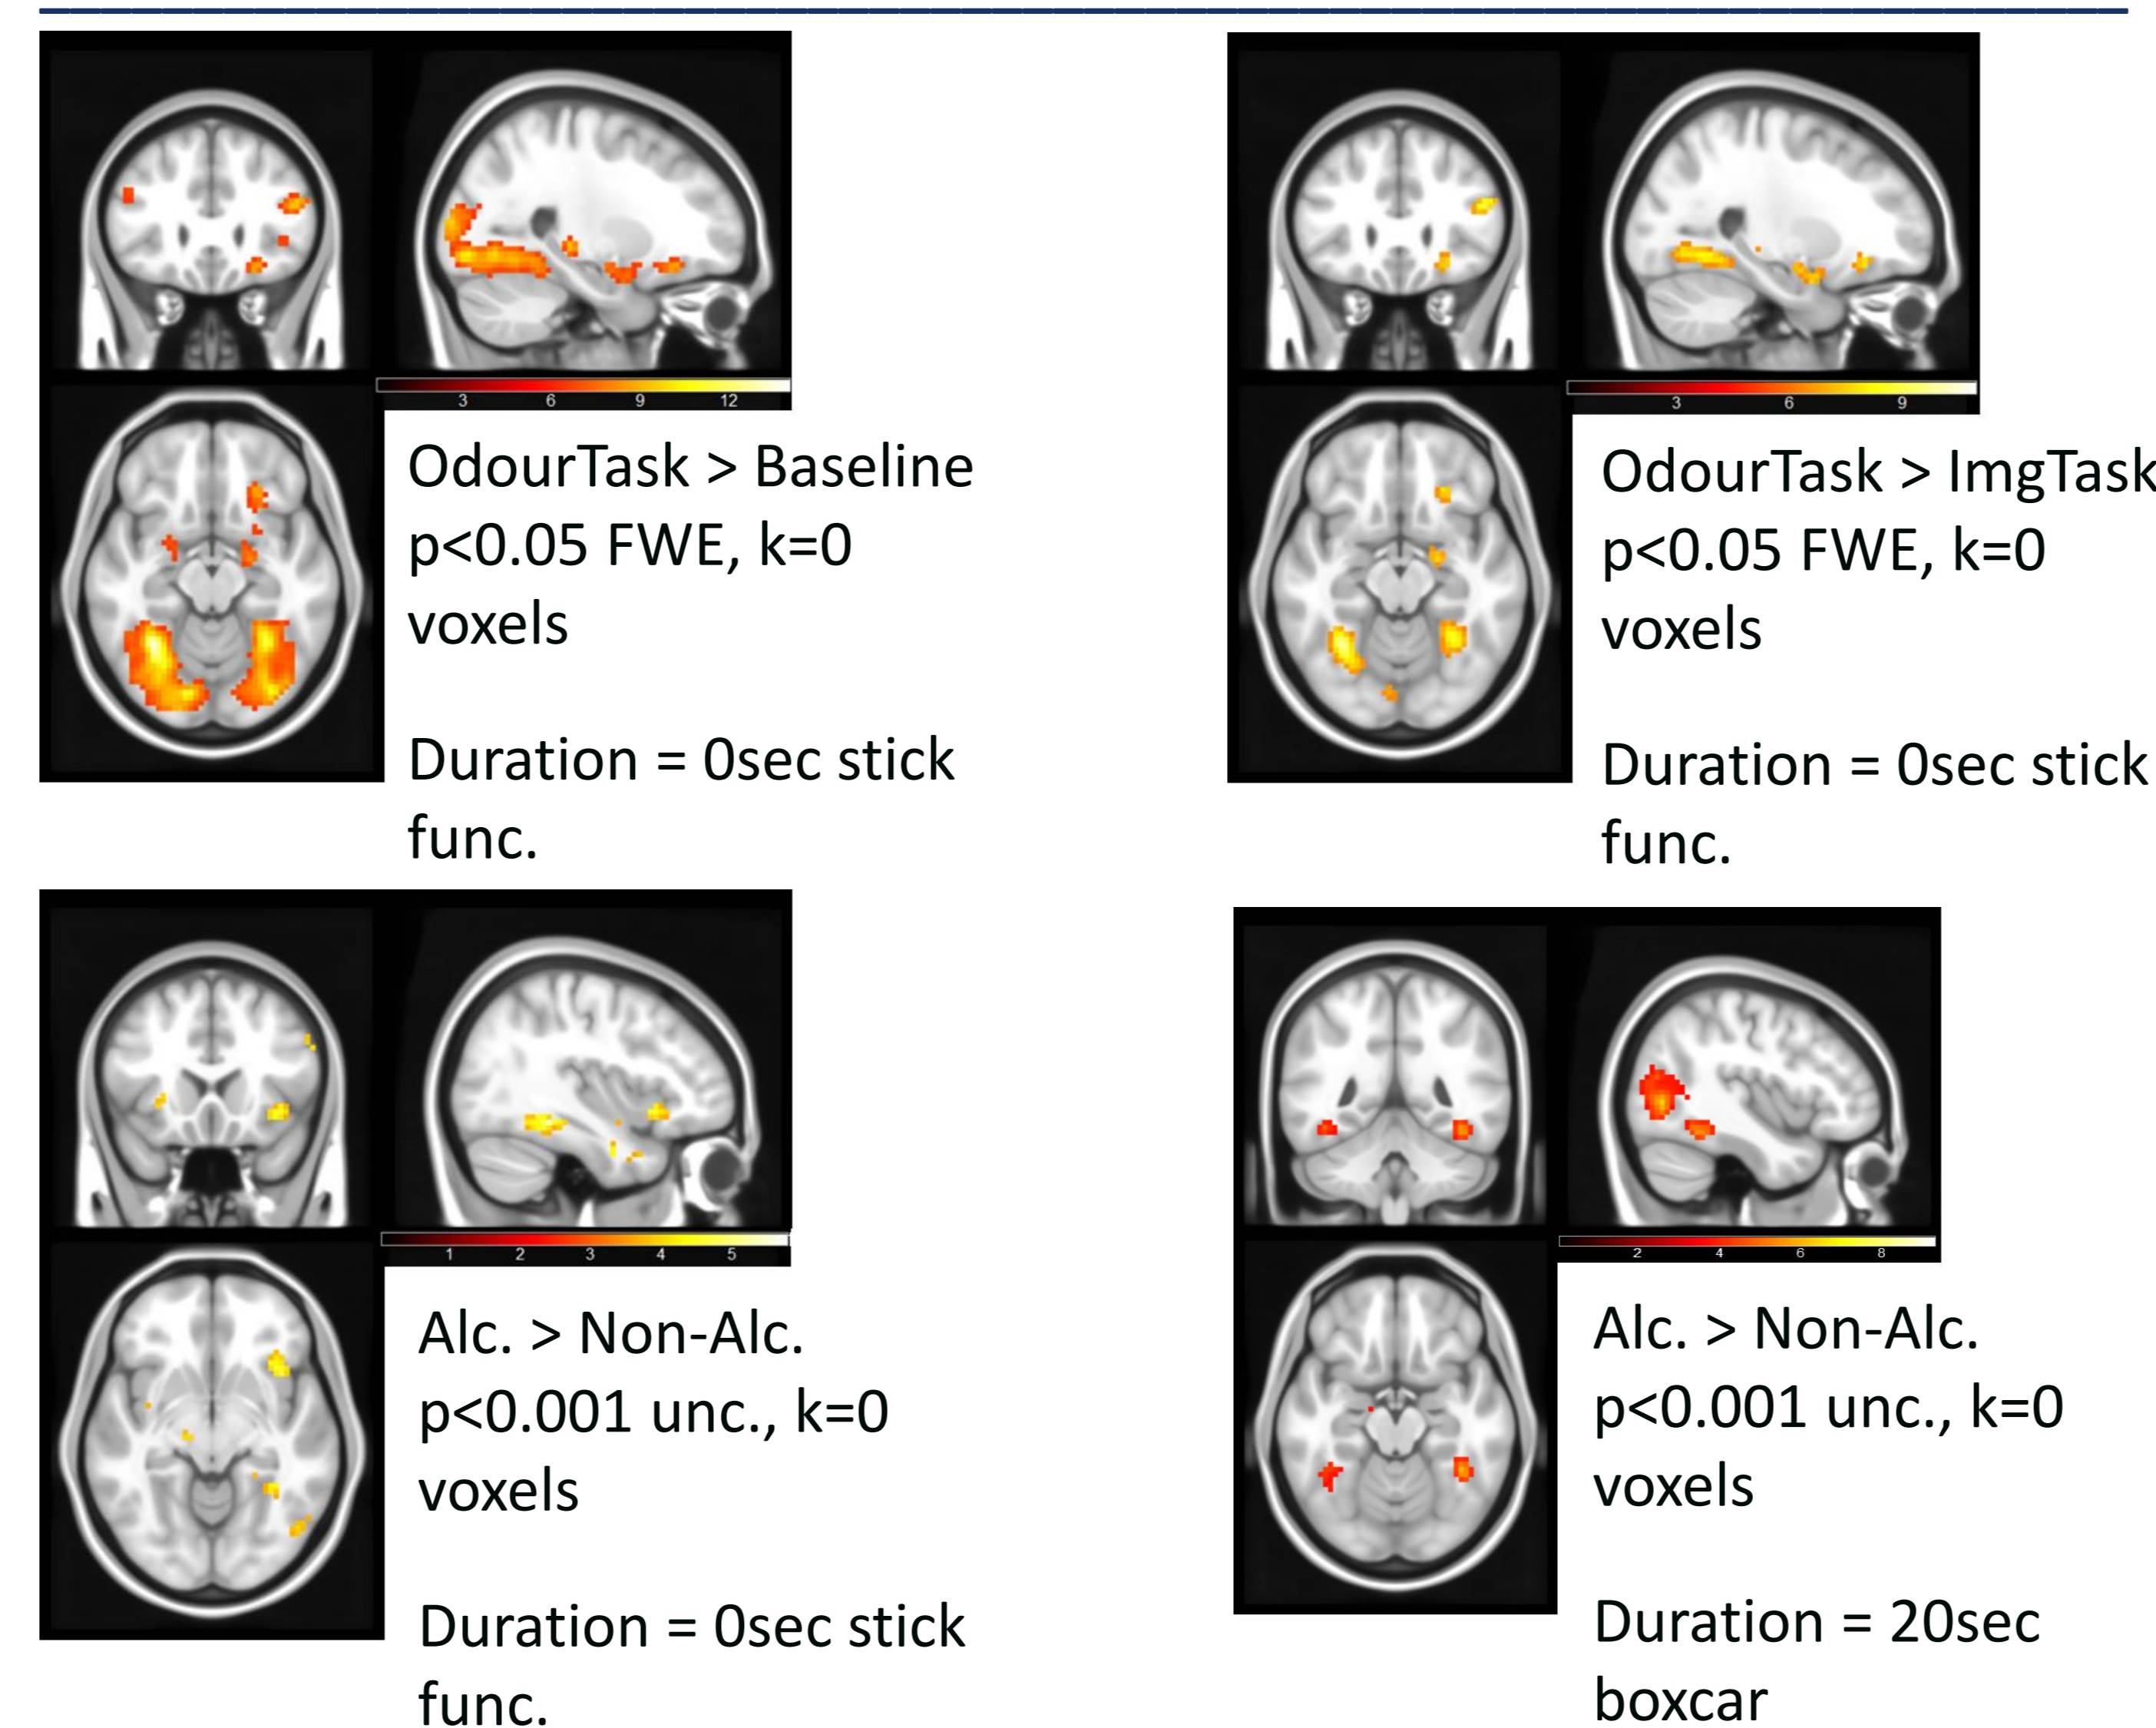 3 6 9 12
OdourTask > Baseline
p<0.05 FWE, k=0
voxels
Duration = 0sec stick
func.
3 6 9
OdourTask > ImgTask
p<0.05 FWE, k=0
voxels
Duration = 0sec stick
func.
1 2 3 4 5
Alc. > Non-Alc.
p<0.001 unc., k=0
voxels
Duration = 0sec stick
func.
2 4 6 8
Alc. > Non-Alc.
p<0.001 unc., k=0
voxels
Duration = 20sec
boxcar